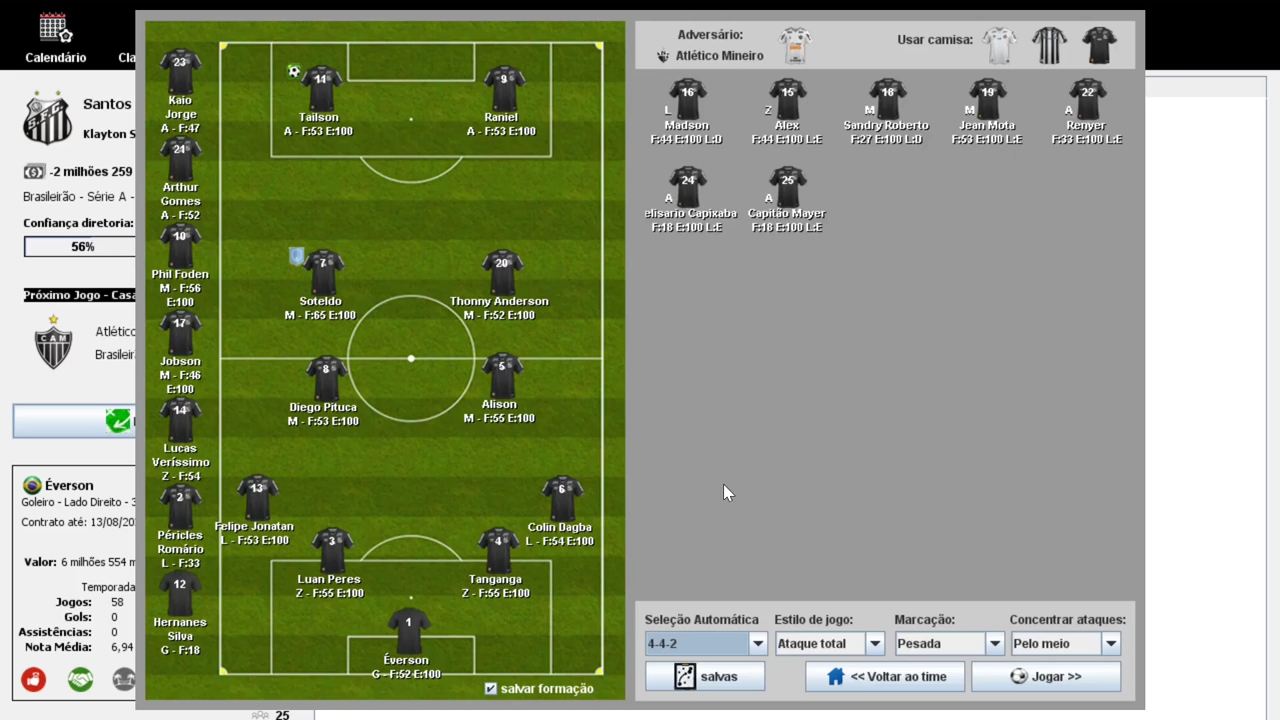 Calendário
Cla
Santos
Klayton S
-2 milhões 259
Brasileirão - Série A -
Confiança diretoria:
56%
Próximo Jogo - Casa
CAM
Atlético
Brasileir
Éverson
Goleiro - Lado Direito - 3
Contrato até: 13/08/20
Valor: 6 milhões 554 m
Temporada
Jogos: 58
Gols: 0
Assistências: 0
Nota Média: 6,94
25
23
Kaio
Jorge
A - F:47
21
Arthur
Gomes
A - F:52
10
Phil Foden
M - F:56
E:100
17
Jobson
M - F:46
E:100
14
Lucas
Veríssimo
Z - F:54
2
Péricles
Romário
L - F:33
12
Hernanes
Silva
G - F:18
11
Tailson
A - F:53 E:100
9
Raniel
A - F:53 E:100
7
Soteldo
M - F:65 E:100
20
Thonny Anderson
M - F:52 E:100
8
Diego Pituca
M - F:53 E:100
5
Alison
M - F:55 E:100
13
Felipe Jonatan
L - F:53 E:100
6
Colin Dagba
L - F:54 E:100
3
Luan Peres
Z - F:55 E:100
4
Tanganga
Z - F:55 E:100
1
Éverson
G - F:52 E:100
salvar formação
Adversário:
Atlético Mineiro
Usar camisa:
16
L
Madson
F:44 E:100 L:D
15
Z
Alex
F:44 E:100 L:E
18
M
Sandry Roberto
F:27 E:100 L:D
19
M
Jean Mota
F:53 E:100 L:E
22
A
Renyer
F:33 E:100 L:E
24
A
elisario Capixaba
F:18 E:100 L:E
25
A
Capitão Mayer
F:18 E:100 L:E
Seleção Automática
4-4-2
Estilo de jogo:
Ataque total
Marcação:
Pesada
Concentrar ataques:
Pelo meio
salvas
<< Voltar ao time
Jogar >>